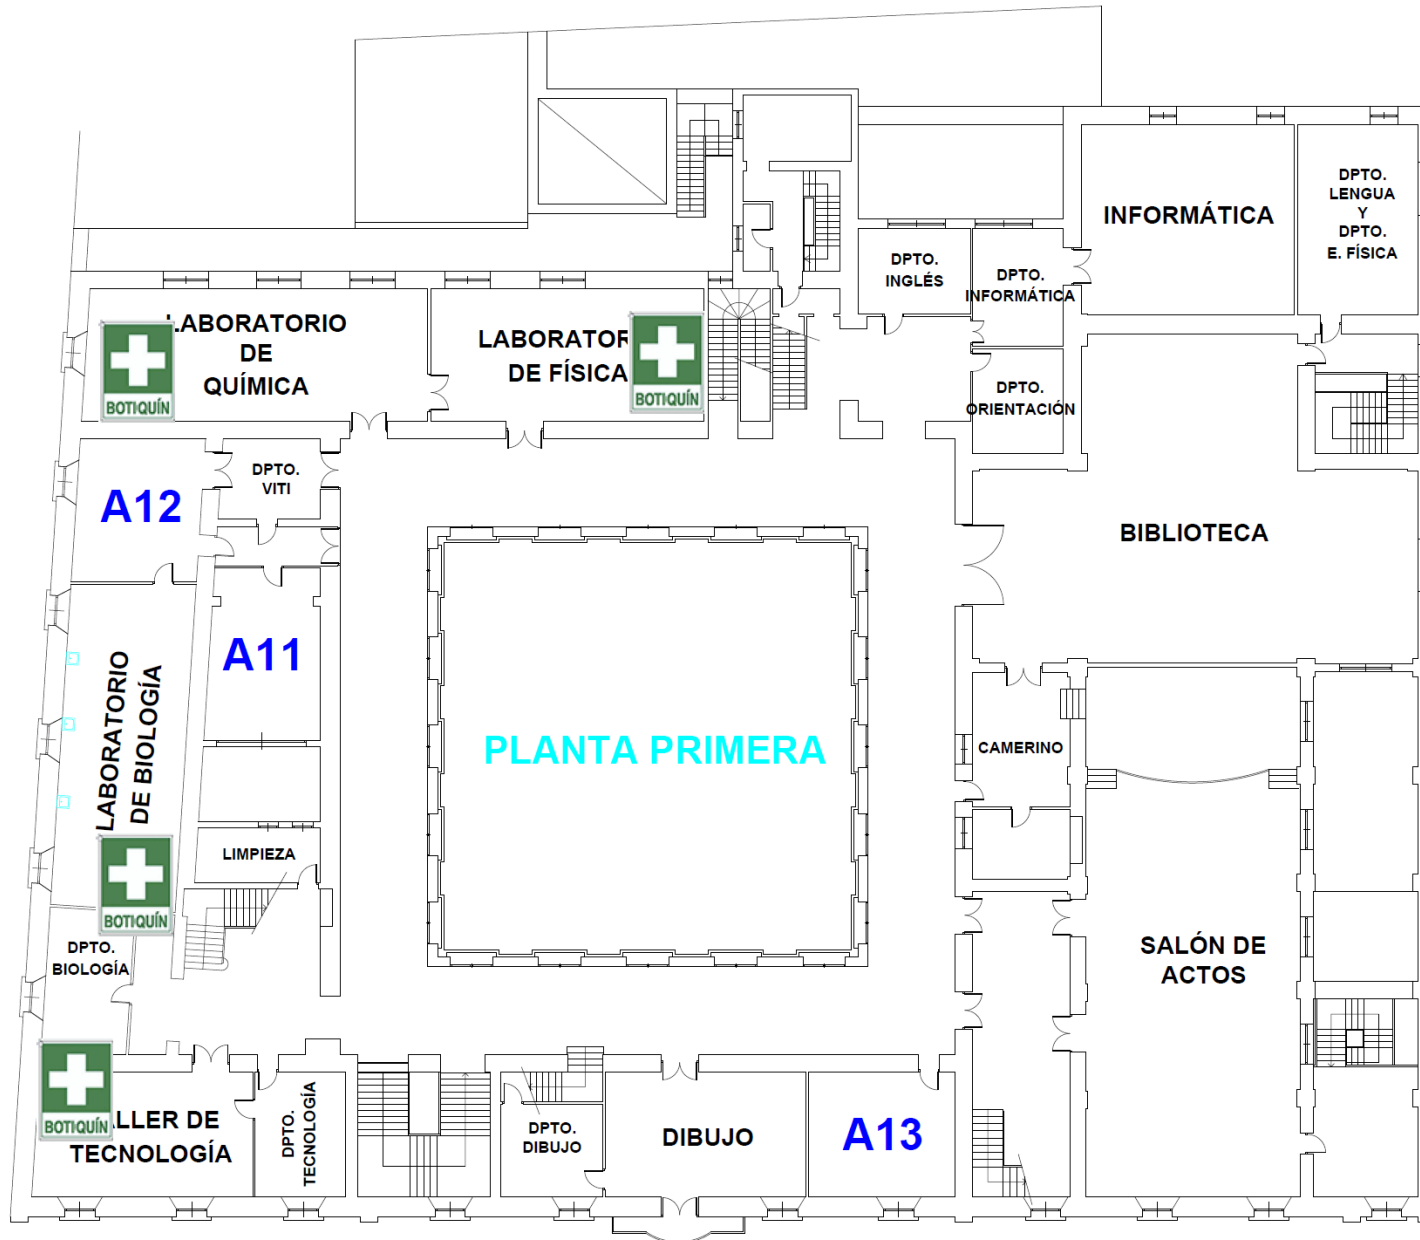 DPTO.
LENGUA
Y
DPTO.
E. FÍSICA
INFORMÁTICA
DPTO.
INGLÉS
DPTO.
INFORMÁTICA
LABORATORIO
DE
QUÍMICA
BOTIQUÍN
LABORATOR
DE FÍSICA
BOTIQUÍN
DPTO.
ORIENTACIÓN
DPTO.
VITI
A12
BIBLIOTECA
A11
LABORATORIO
DE BIOLOGÍA
PLANTA PRIMERA
CAMERINO
LIMPIEZA
BOTIQUÍN
DPTO.
BIOLOGÍA
SALÓN DE
ACTOS
BOTIQUÍN
LLER DE
TECNOLOGÍA
DPTO.
TECNOLOGÍA
DPTO.
DIBUJO
DIBUJO
A13